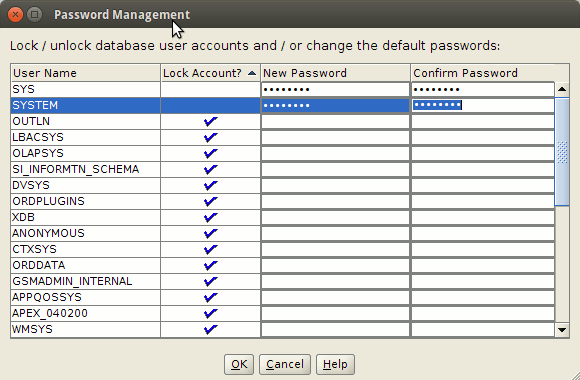 Password Management
Lock / unlock database user accounts and / or change the default passwords:
User Name Lock Account? New Password Confirm Password
SYS •••••••• ••••••••
SYSTEM •••••••• ••••••••
OUTLN
LBACSYS
OLAPSYS
SI_INFORMTN_SCHEMA
DVSYS
ORDPLUGINS
XDB
ANONYMOUS
CTXSYS
ORDDATA
GSMADMIN_INTERNAL
APPQOSSYS
APEX_040200
WMSYS
OK Cancel Help